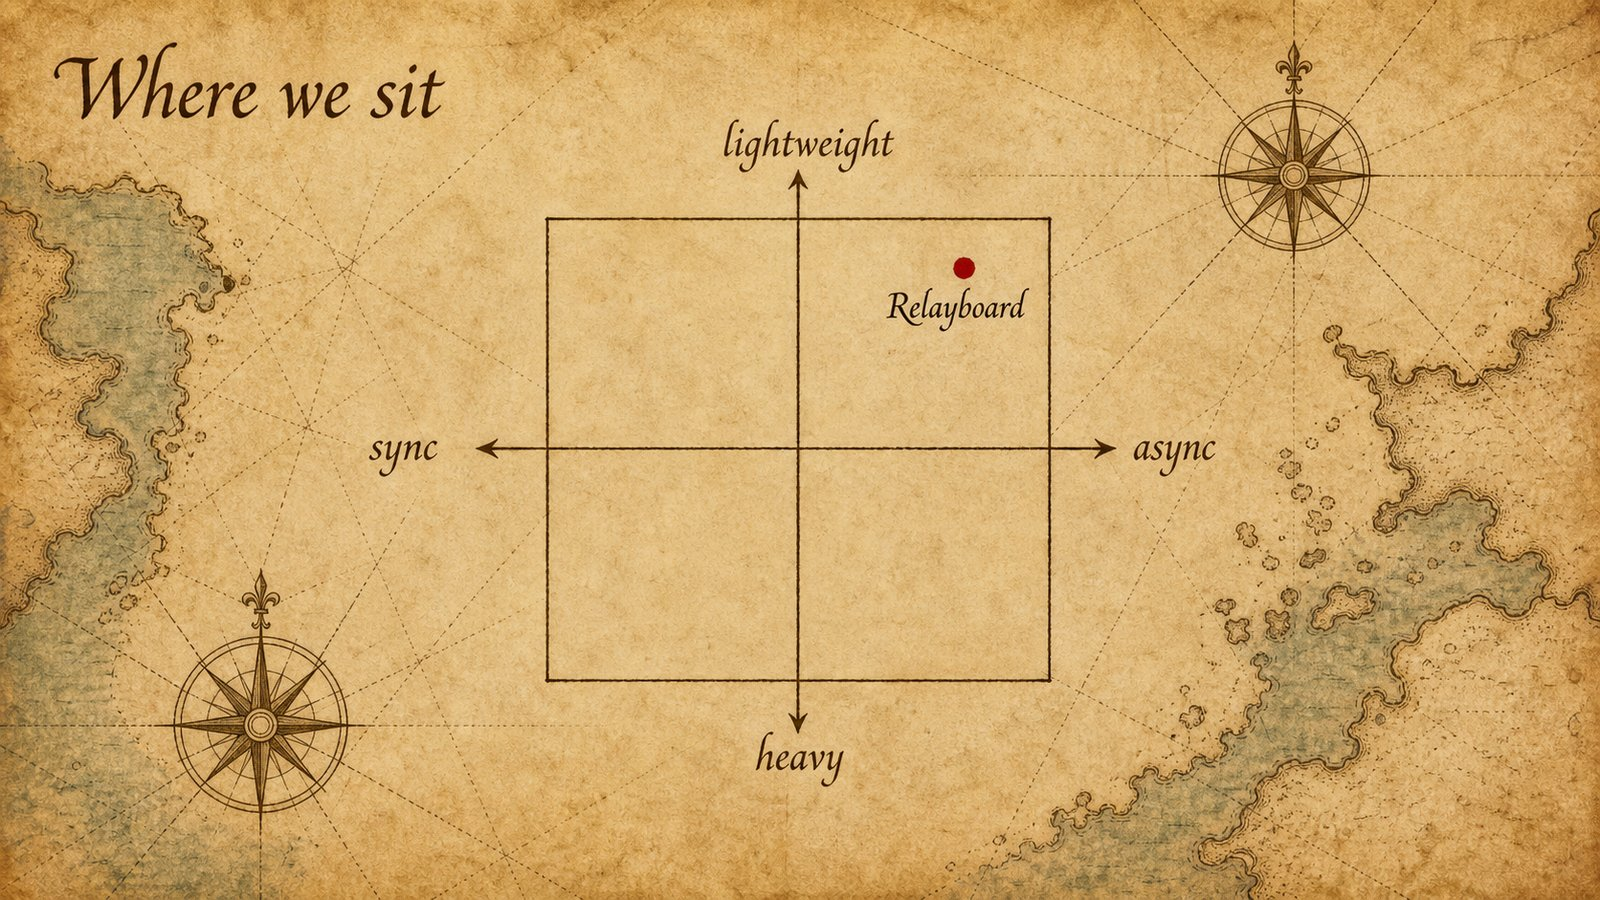 Where we sit
lightweight
Relayboard
sync
async
heavy